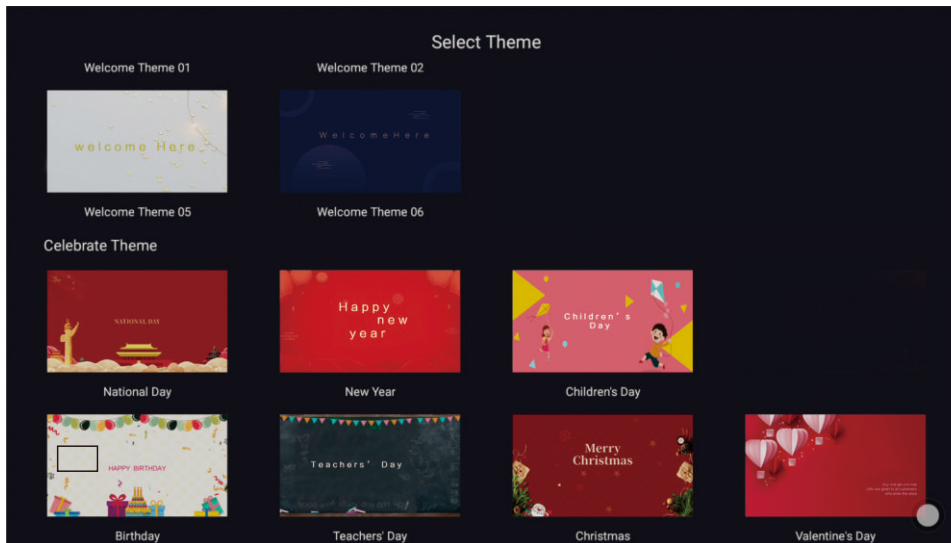 Select Theme
Welcome Theme 01
Welcome Theme 02
welcome Here
WelcomeHere
Welcome Theme 05
Welcome Theme 06
Celebrate Theme
NATIONAL DAY
Happy
new
year
Children's
Day
National Day
New Year
Children's Day
HAPPY BIRTHDAY
Teachers' Day
Merry
Christmas
Birthday
Teachers' Day
Christmas
Valentine's Day